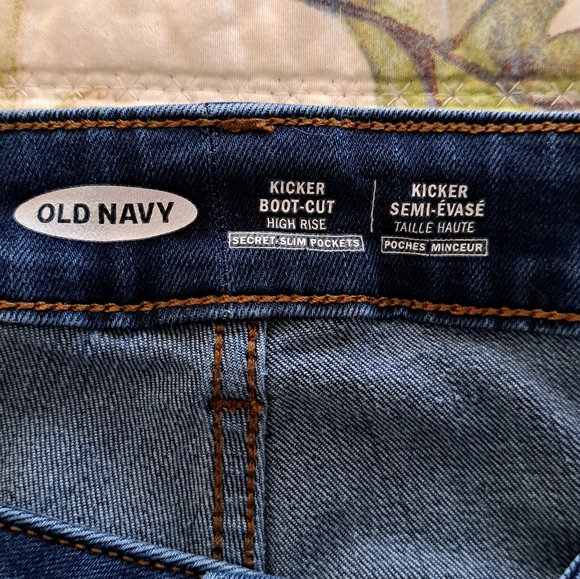 OLD NAVY
KICKER
BOOT-CUT
HIGH RISE
SECRET-SLIM POCKETS
KICKER
SEMI-ÉVASÉ
TAILLE HAUTE
POCHES MINCEUR